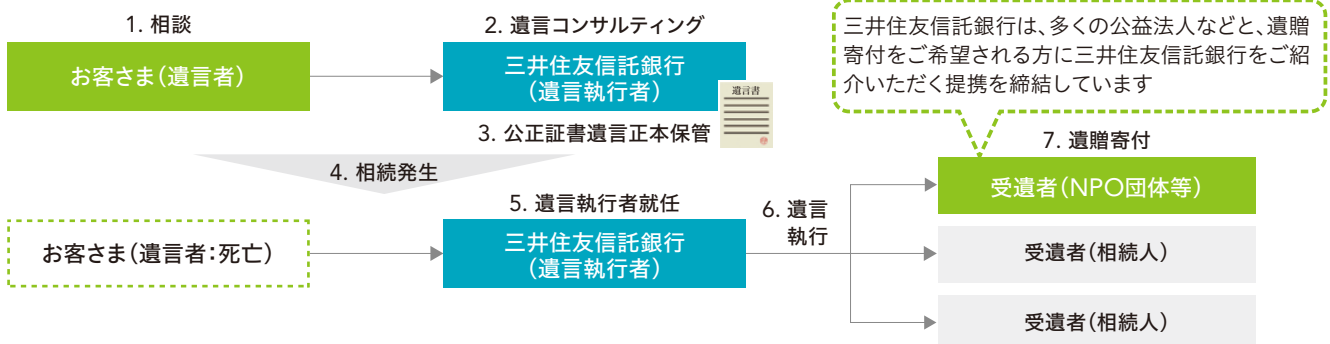 1. 相談
お客さま（遺言者）
2. 遺言コンサルティング
三井住友信託銀行
（遺言執行者）
遺言書
3. 公正証書遺言正本保管
三井住友信託銀行は、多くの公益法人などと、遺贈
寄付をご希望される方に三井住友信託銀行をご紹
介いただく提携を締結しています
4. 相続発生
お客さま（遺言者：死亡）
5. 遺言執行者就任
三井住友信託銀行
（遺言執行者）
6. 遺言
執行
7. 遺贈寄付
受遺者（NPO団体等）
受遺者（相続人）
受遺者（相続人）